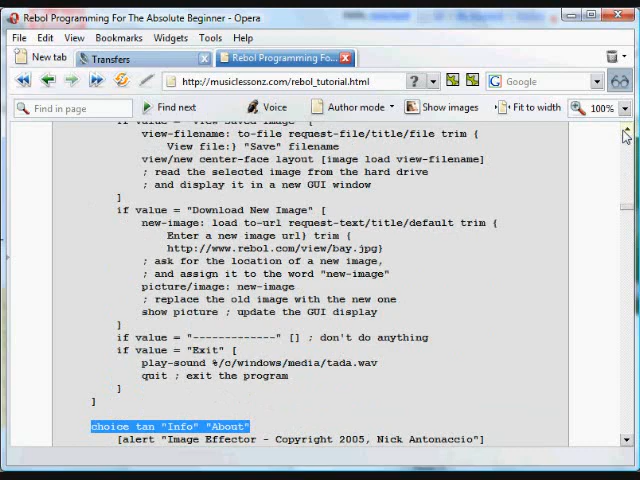 Rebol Programming For The Absolute Beginner - Opera
File Edit View Bookmarks Widgets Tools Help
New tab Transfers Rebol Programming Fo...
http://musiclessonz.com/rebol_tutorial.html ? Google
Find in page Find next Voice Author mode Show images Fit to width 100%
if value = "View Saved Image" [
view-filename: to-file request-file/title/file trim {
View file:} "Save" filename
view/new center-face layout [image load view-filename]
; read the selected image from the hard drive
; and display it in a new GUI window
]
if value = "Download New Image" [
new-image: load to-url request-text/title/default trim {
Enter a new image url} trim {
http://www.rebol.com/view/bay.jpg}
; ask for the location of a new image,
; and assign it to the word "new-image"
picture/image: new-image
; replace the old image with the new one
show picture ; update the GUI display
]
if value = "-------------" [] ; don't do anything
if value = "Exit" [
play-sound %/c/windows/media/tada.wav
quit ; exit the program
]
]
choice tan "Info" "About"
[alert "Image Effector - Copyright 2005, Nick Antonaccio"]